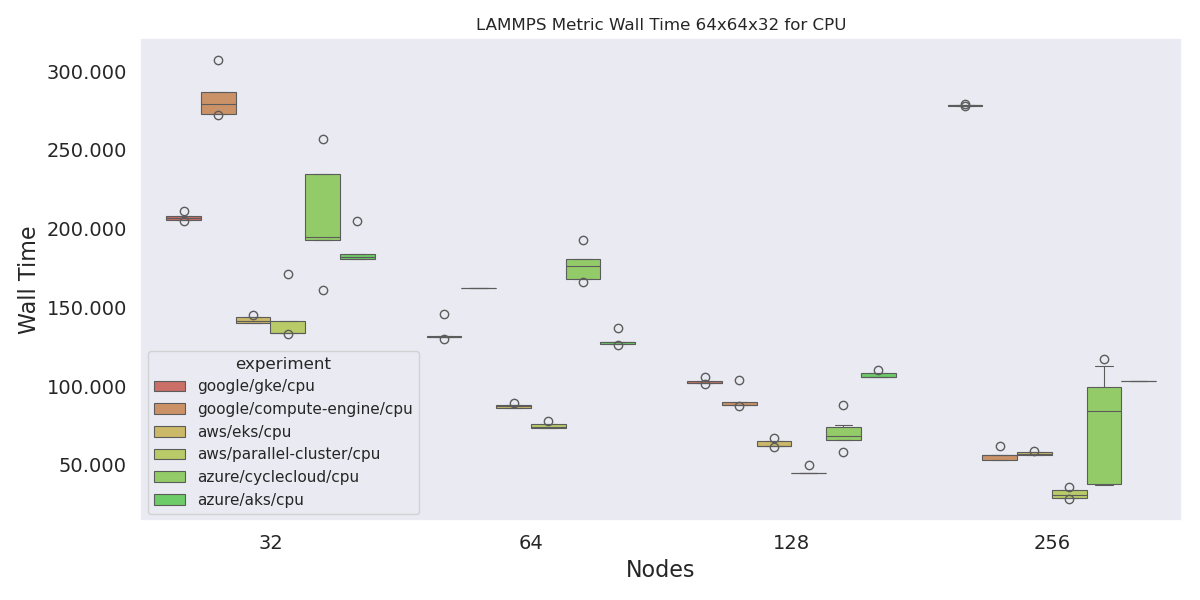 LAMMPS Metric Wall Time 64x64x32 for CPU
Wall Time
300.000
250.000
200.000
150.000
100.000
50.000
experiment
google/gke/cpu
google/compute-engine/cpu
aws/eks/cpu
aws/parallel-cluster/cpu
azure/cyclecloud/cpu
azure/aks/cpu
32
64
128
256
Nodes